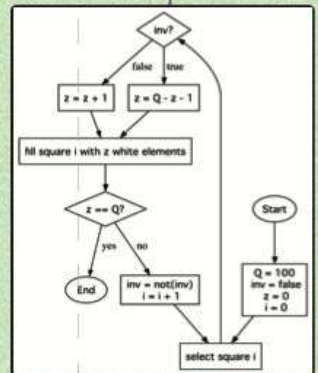 inv?
false
true
z = z + 1
z = Q - z - 1
fill square i with z white elements
z == Q?
Start
yes
no
Q = 100
inv = false
z = 0
i = 0
End
inv = not(inv)
i = i + 1
select square i